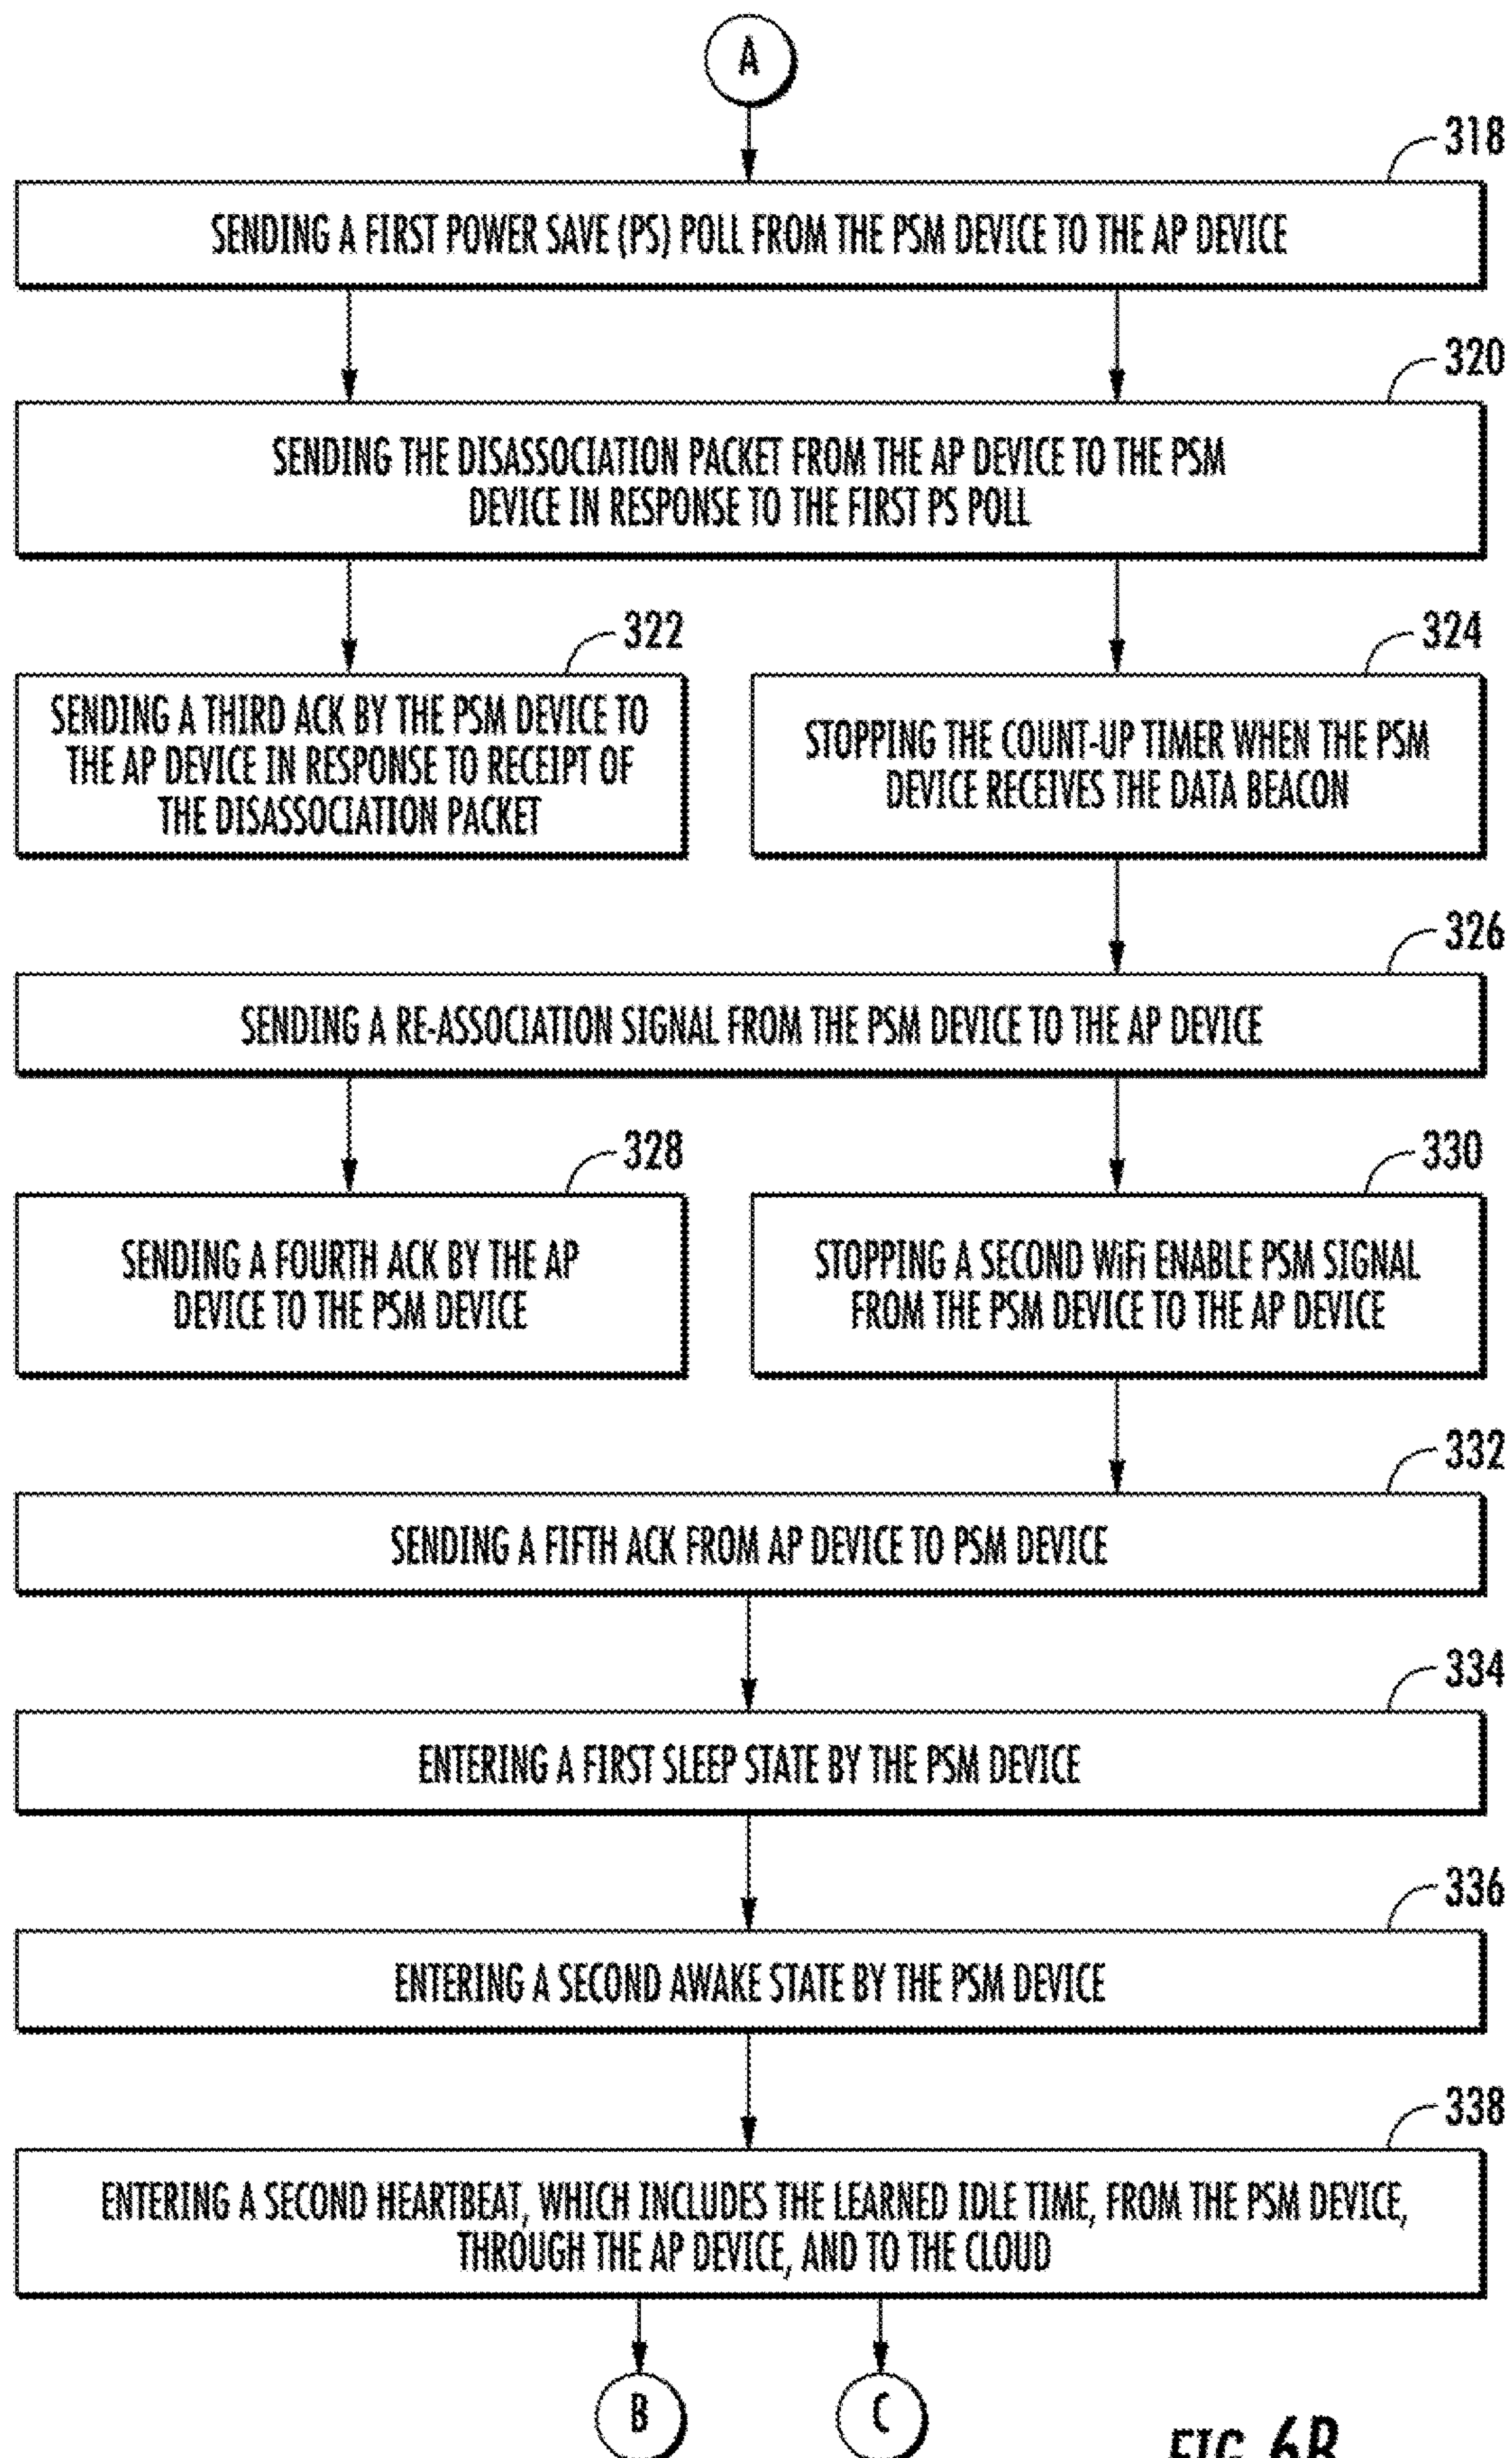 A
318
SENDING A FIRST POWER SAVE (PS) POLL FROM THE PSM DEVICE TO THE AP DEVICE
320
SENDING THE DISASSOCIATION PACKET FROM THE AP DEVICE TO THE PSM
DEVICE IN RESPONSE TO THE FIRST PS POLL
322
SENDING A THIRD ACK BY THE PSM DEVICE TO
THE AP DEVICE IN RESPONSE TO RECEIPT OF
THE DISASSOCIATION PACKET
324
STOPPING THE COUNT-UP TIMER WHEN THE PSM
DEVICE RECEIVES THE DATA BEACON
326
SENDING A RE-ASSOCIATION SIGNAL FROM THE PSM DEVICE TO THE AP DEVICE
328
SENDING A FOURTH ACK BY THE AP
DEVICE TO THE PSM DEVICE
330
STOPPING A SECOND WiFi ENABLE PSM SIGNAL
FROM THE PSM DEVICE TO THE AP DEVICE
332
SENDING A FIFTH ACK FROM AP DEVICE TO PSM DEVICE
334
ENTERING A FIRST SLEEP STATE BY THE PSM DEVICE
336
ENTERING A SECOND AWAKE STATE BY THE PSM DEVICE
338
ENTERING A SECOND HEARTBEAT, WHICH INCLUDES THE LEARNED IDLE TIME, FROM THE PSM DEVICE,
THROUGH THE AP DEVICE, AND TO THE CLOUD
B
C
FIG. 6B